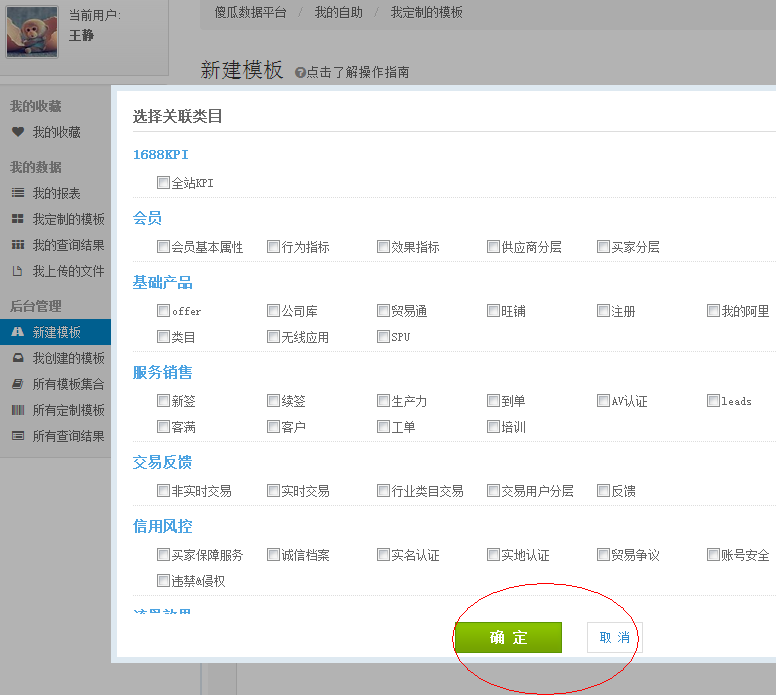 当前用户:
王静
傻瓜数据平台 / 我的自助 / 我定制的模板
新建模板 ?点击了解操作指南
我的收藏
我的收藏
我的数据
我的报表
我定制的模板
我的查询结果
我上传的文件
后台管理
新建模板
我创建的模板
所有模板集合
所有定制模板
所有查询结果
选择关联类目
1688KPI
全站KPI
会员
会员基本属性 行为指标 效果指标 供应商分层 买家分层
基础产品
offer 公司库 贸易通 旺铺 注册 我的阿里
类目 无线应用 SPU
服务销售
新签 续签 生产力 到单 AV认证 leads
客满 客户 工单 培训
交易反馈
非实时交易 实时交易 行业类目交易 交易用户分层 反馈
信用风控
买家保障服务 诚信档案 实名认证 实地认证 贸易争议 账号安全
违禁&侵权
确 定 取 消